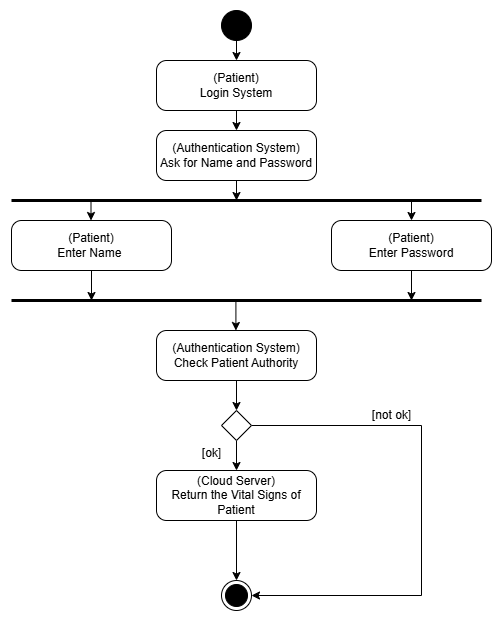 (Patient)
Login System
(Authentication System)
Ask for Name and Password
(Patient)
Enter Name
(Patient)
Enter Password
(Authentication System)
Check Patient Authority
[not ok]
[ok]
(Cloud Server)
Return the Vital Signs of
Patient